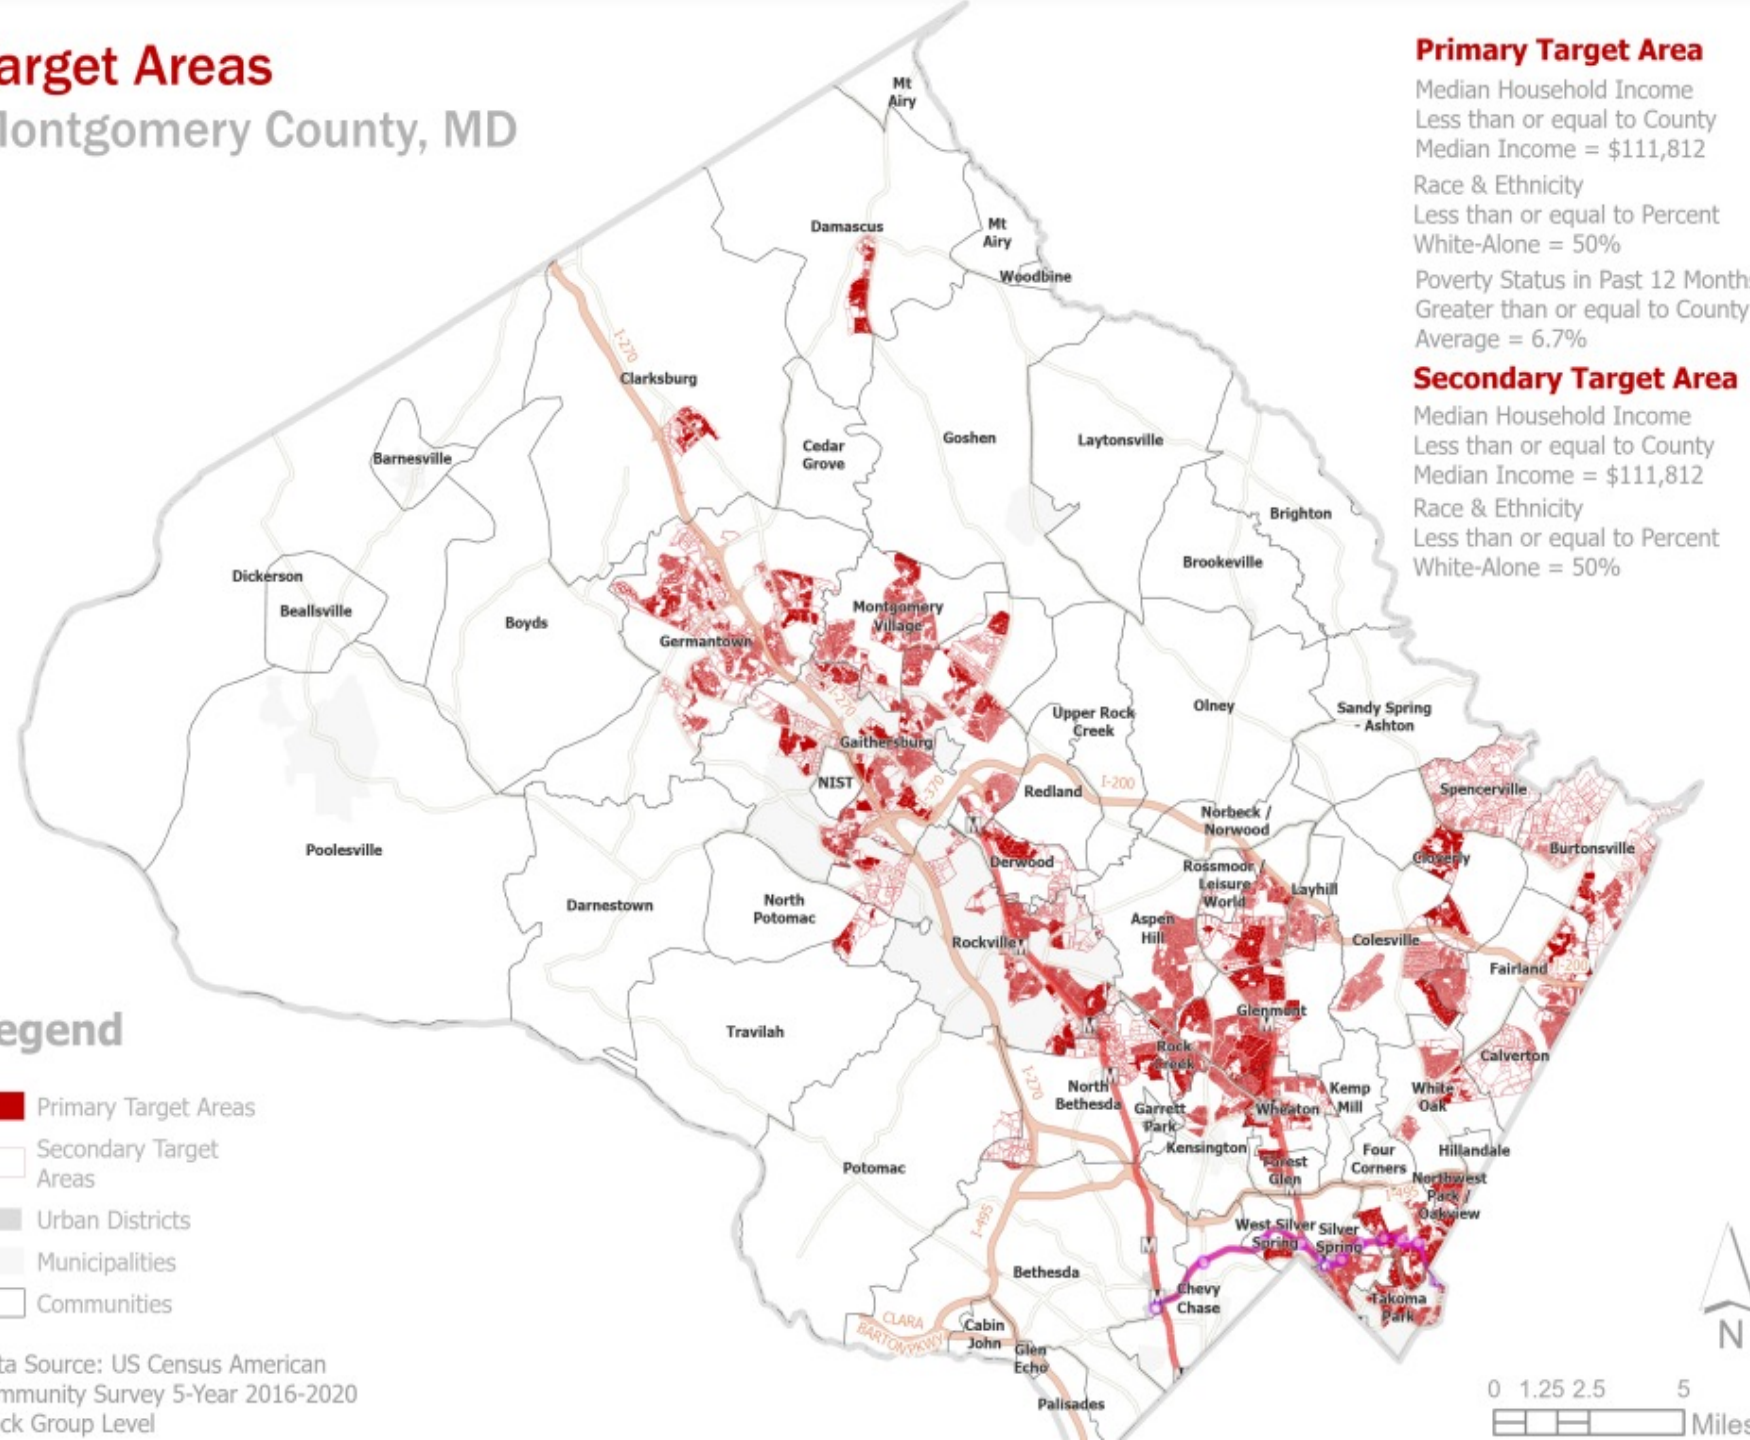 arget Areas
Montgomery County, MD
Primary Target Area
Median Household Income
Less than or equal to County
Median Income = $111,812
Race & Ethnicity
Less than or equal to Percent
White-Alone = 50%
Poverty Status in Past 12 Months
Greater than or equal to County
Average = 6.7%
Secondary Target Area
Median Household Income
Less than or equal to County
Median Income = $111,812
Race & Ethnicity
Less than or equal to Percent
White-Alone = 50%
Mt
Airy
Damascus
Mt
Airy
Woodbine
I-270
Clarksburg
Barnesville
Cedar
Grove
Goshen
Laytonsville
Brighton
Brookeville
Dickerson
Beallsville
Boyds
Germantown
Montgomery
Village
I-270
Gaithersburg
NIST
I-370
Upper Rock
Creek
Olney
Sandy Spring
- Ashton
Redland
I-200
Norbeck /
Norwood
Spencerville
Burtonsville
Cloverly
Poolesville
Darnestown
North
Potomac
M
Derwood
Rossmoor /
Leisure
World
Layhill
Aspen
Hill
Rockville
M
Colesville
Fairland
I-200
Travilah
Glenmont
M
M
Rock
Creek
Calverton
I-270
North
Bethesda
M
Garrett
Park
Wheaton
Kemp
Mill
White
Oak
Kensington
Potomac
Forest
Glen
M
Four
Corners
Hillandale
Northwest
Park /
Oakview
I-495
I-495
West Silver
Spring
Silver
Spring
M
Bethesda
Chevy
Chase
Takoma
Park
CLARA
BARTON PKWY
Cabin
John
Glen
Echo
Palisades
egend
Primary Target Areas
Secondary Target
Areas
Urban Districts
Municipalities
Communities
ta Source: US Census American
mmunity Survey 5-Year 2016-2020
ck Group Level
N
0 1.25 2.5 5
Miles